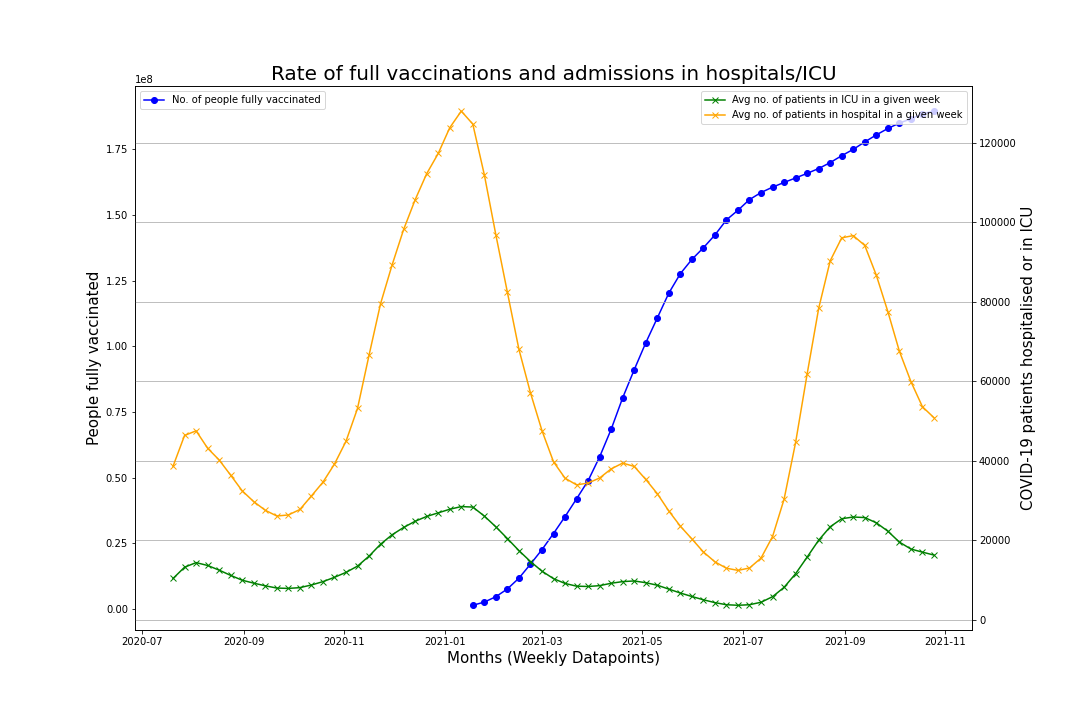 Rate of full vaccinations and admissions in hospitals/ICU
1e8
No. of people fully vaccinated
Avg no. of patients in ICU in a given week
Avg no. of patients in hospital in a given week
People fully vaccinated
1.75
1.50
1.25
1.00
0.75
0.50
0.25
0.00
120000
100000
80000
60000
40000
20000
0
COVID-19 patients hospitalised or in ICU
2020-07 2020-09 2020-11 2021-01 2021-03 2021-05 2021-07 2021-09 2021-11
Months (Weekly Datapoints)